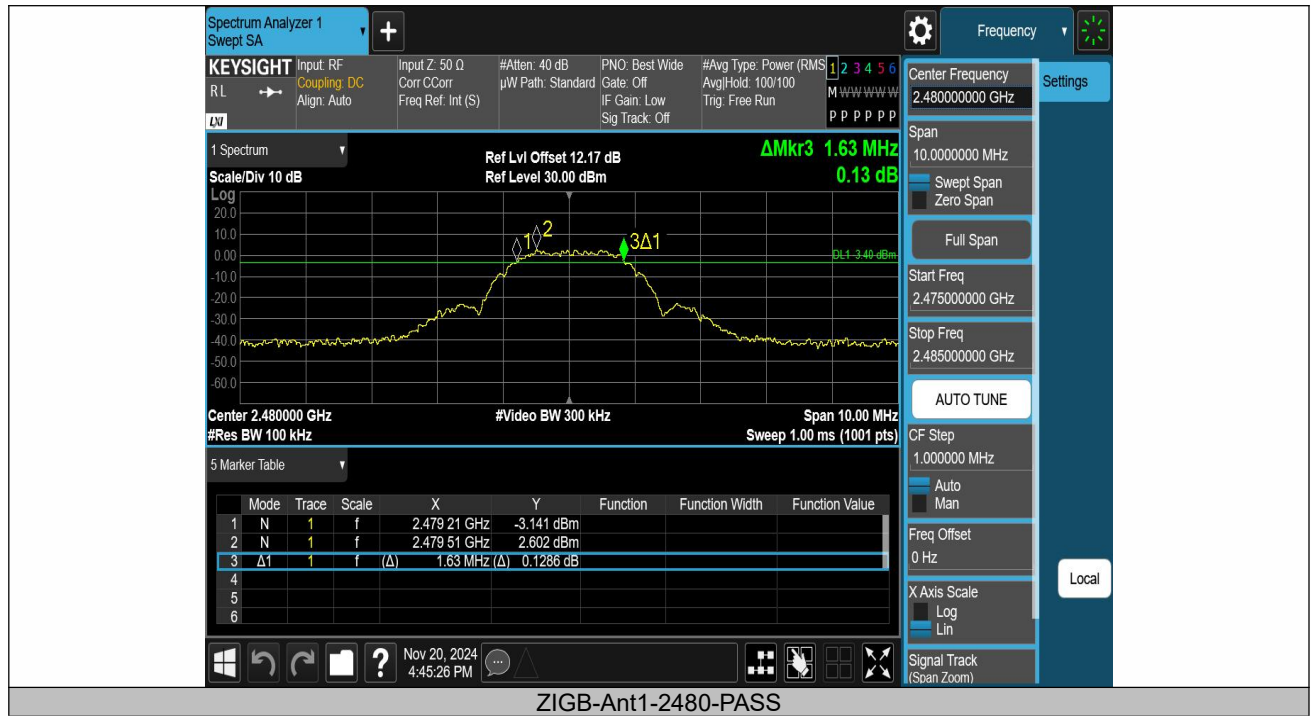 Spectrum Analyzer 1
Swept SA
Frequency
KEYSIGHT Input: RF Input Z: 50 Ω #Atten: 40 dB PNO: Best Wide #Avg Type: Power (RMS 1 2 3 4 5 6
RL Coupling: DC Corr CCorr µW Path: Standard Gate: Off Avg|Hold: 100/100 M W W W W W
Align: Auto Freq Ref: Int (S) IF Gain: Low Trig: Free Run
LXI Sig Track: Off P P P P P P
1 Spectrum
Ref Lvl Offset 12.17 dB
ΔMkr3 1.63 MHz
Scale/Div 10 dB
Ref Level 30.00 dBm
0.13 dB
Log
20.0
10.0
0.00
-10.0
-20.0
-30.0
-40.0
-50.0
-60.0
1
2
3Δ1
DL1 -3.40 dBm
Center 2.480000 GHz #Video BW 300 kHz Span 10.00 MHz
#Res BW 100 kHz Sweep 1.00 ms (1001 pts)
5 Marker Table
Mode Trace Scale X Y Function Function Width Function Value
1 N 1 f 2.479 21 GHz -3.141 dBm
2 N 1 f 2.479 51 GHz 2.602 dBm
3 Δ1 1 f (Δ) 1.63 MHz (Δ) 0.1286 dB
4
5
6
Nov 20, 2024
4:45:26 PM
Center Frequency
2.480000000 GHz
Settings
Span
10.0000000 MHz
Swept Span
Zero Span
Full Span
Start Freq
2.475000000 GHz
Stop Freq
2.485000000 GHz
AUTO TUNE
CF Step
1.000000 MHz
Auto
Man
Freq Offset
0 Hz
Local
X Axis Scale
Log
Lin
Signal Track
(Span Zoom)
ZIGB-Ant1-2480-PASS